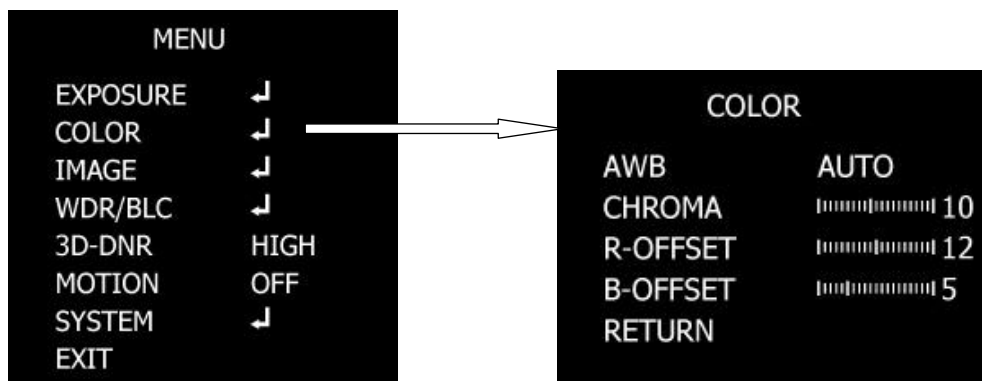 MENU
EXPOSURE ↲
COLOR ↲
IMAGE ↲
WDR/BLC ↲
3D-DNR HIGH
MOTION OFF
SYSTEM ↲
EXIT
COLOR
AWB AUTO
CHROMA 10
R-OFFSET 12
B-OFFSET 5
RETURN